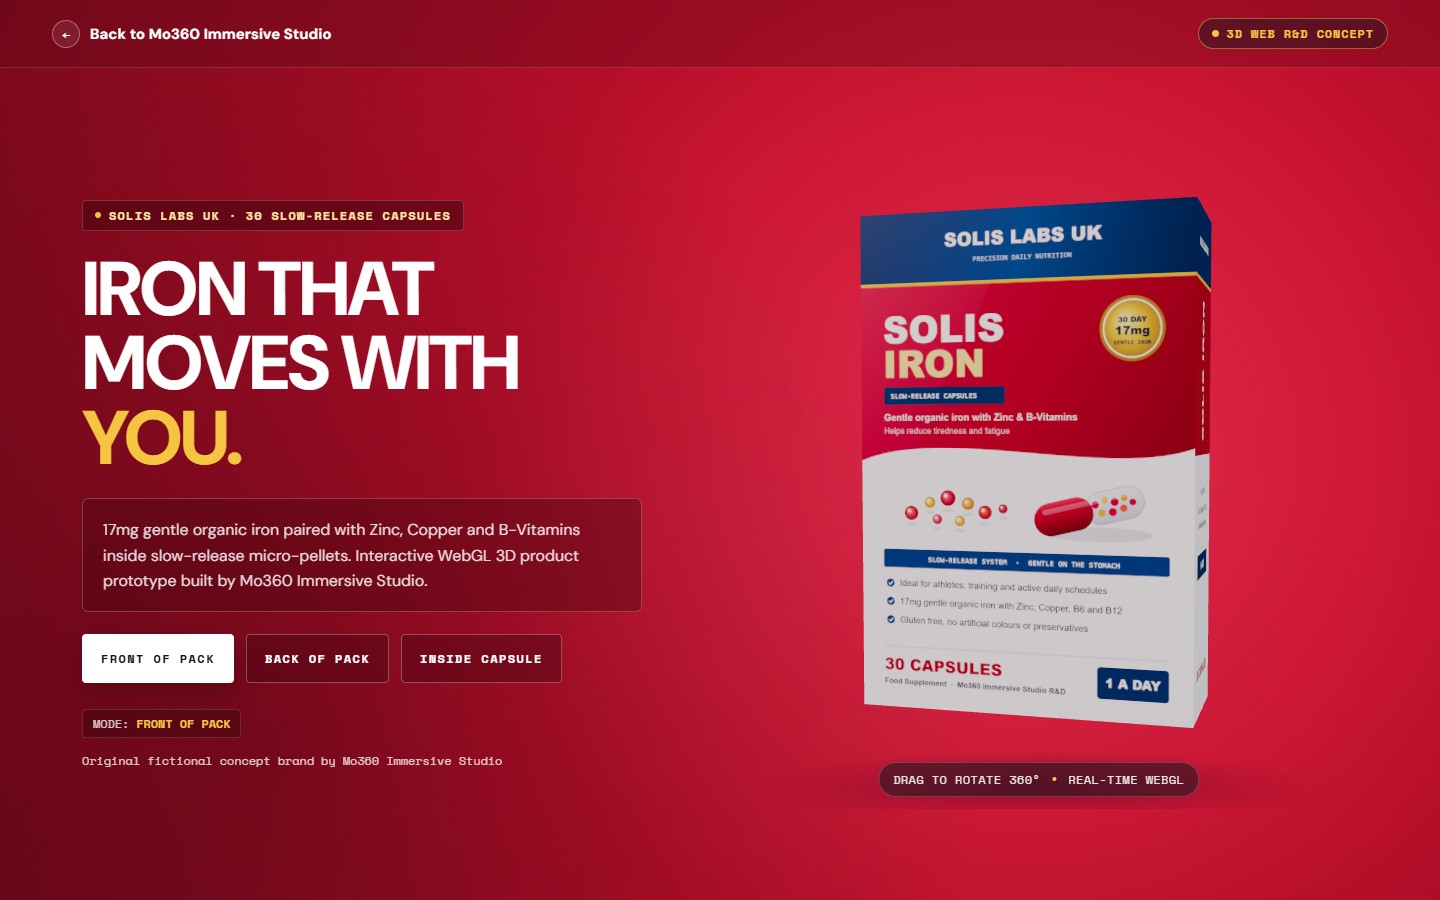 ← Back to Mo360 Immersive Studio
3D WEB R&D CONCEPT
SOLIS LABS UK · 30 SLOW-RELEASE CAPSULES
IRON THAT
MOVES WITH
YOU.
17mg gentle organic iron paired with Zinc, Copper and B-Vitamins
inside slow-release micro-pellets. Interactive WebGL 3D product
prototype built by Mo360 Immersive Studio.
FRONT OF PACK
BACK OF PACK
INSIDE CAPSULE
MODE: FRONT OF PACK
Original fictional concept brand by Mo360 Immersive Studio
SOLIS LABS UK
PRECISION DAILY NUTRITION
SOLIS
IRON
30 DAY
17mg
GENTLE IRON
SLOW-RELEASE CAPSULES
Gentle organic iron with Zinc & B-Vitamins
Helps reduce tiredness and fatigue
SLOW-RELEASE SYSTEM · GENTLE ON THE STOMACH
Ideal for athletes, training and active daily schedules
17mg gentle organic iron with Zinc, Copper, B6 and B12
Gluten free, no artificial colours or preservatives
30 CAPSULES
Food Supplement · Mo360 Immersive Studio R&D
1 A DAY
DRAG TO ROTATE 360° • REAL-TIME WEBGL